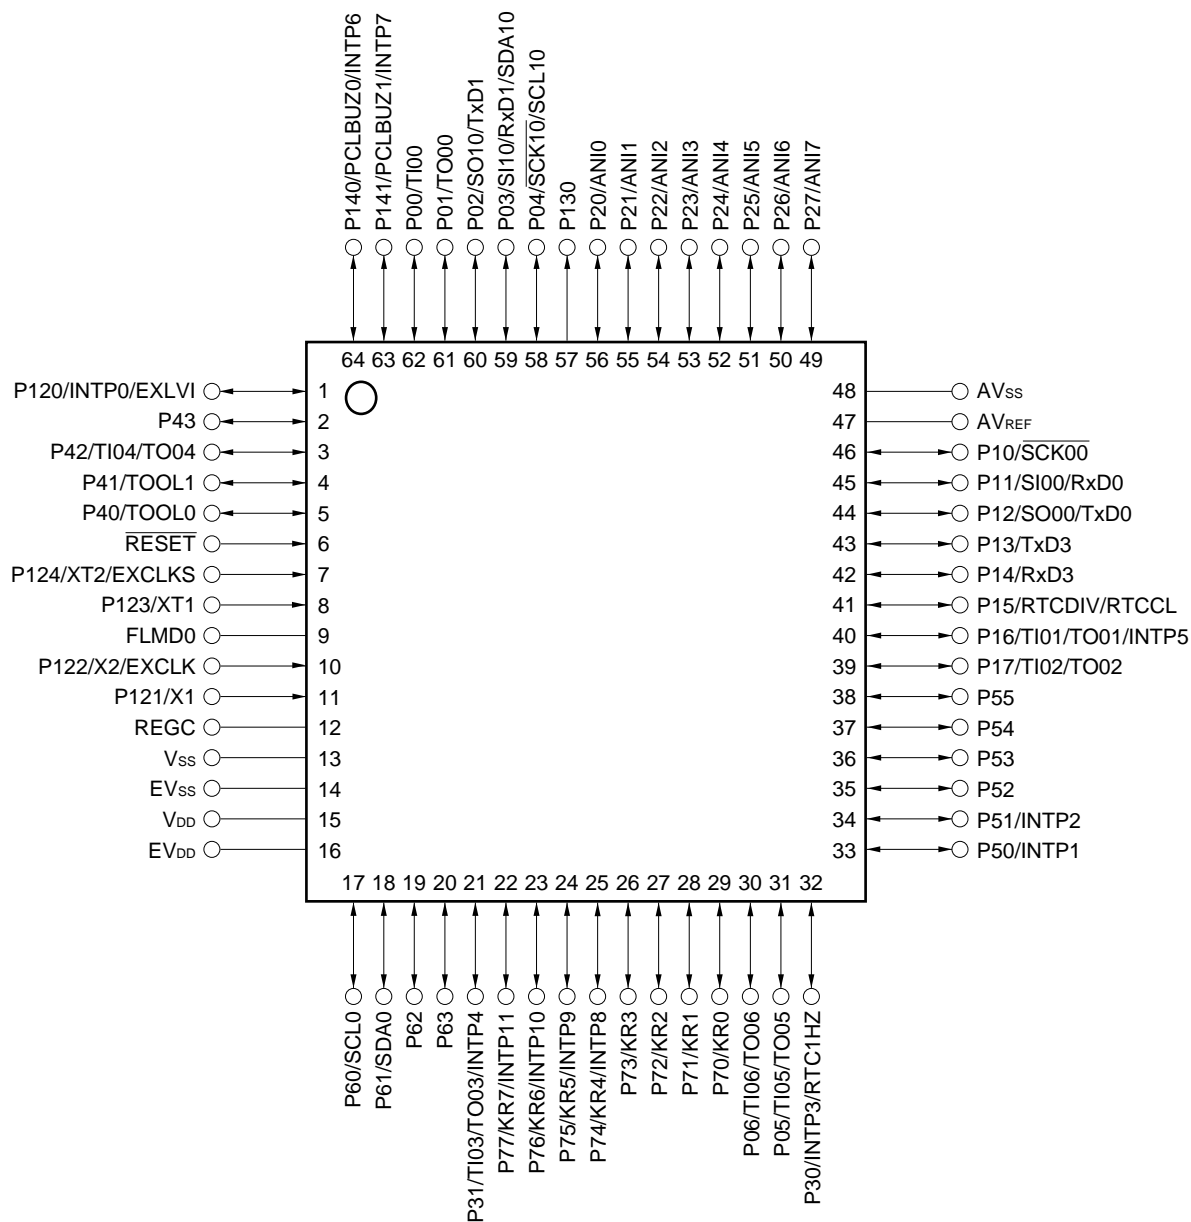 P140/PCLBUZ0/INTP6
P141/PCLBUZ1/INTP7
P00/TI00
P01/TO00
P02/SO10/TxD1
P03/SI10/RxD1/SDA10
P04/SCK10/SCL10
P130
P20/ANI0
P21/ANI1
P22/ANI2
P23/ANI3
P24/ANI4
P25/ANI5
P26/ANI6
P27/ANI7
64 63 62 61 60 59 58 57 56 55 54 53 52 51 50 49
P120/INTP0/EXLVI 1 48 AVSS
P43 2 47 AVREF
P42/TI04/TO04 3 46 P10/SCK00
P41/TOOL1 4 45 P11/SI00/RxD0
P40/TOOL0 5 44 P12/SO00/TxD0
RESET 6 43 P13/TxD3
P124/XT2/EXCLKS 7 42 P14/RxD3
P123/XT1 8 41 P15/RTCDIV/RTCCL
FLMD0 9 40 P16/TI01/TO01/INTP5
P122/X2/EXCLK 10 39 P17/TI02/TO02
P121/X1 11 38 P55
REGC 12 37 P54
VSS 13 36 P53
EVSS 14 35 P52
VDD 15 34 P51/INTP2
EVDD 16 33 P50/INTP1
17 18 19 20 21 22 23 24 25 26 27 28 29 30 31 32
P60/SCL0
P61/SDA0
P62
P63
P31/TI03/TO03/INTP4
P77/KR7/INTP11
P76/KR6/INTP10
P75/KR5/INTP9
P74/KR4/INTP8
P73/KR3
P72/KR2
P71/KR1
P70/KR0
P06/TI06/TO06
P05/TI05/TO05
P30/INTP3/RTC1HZ